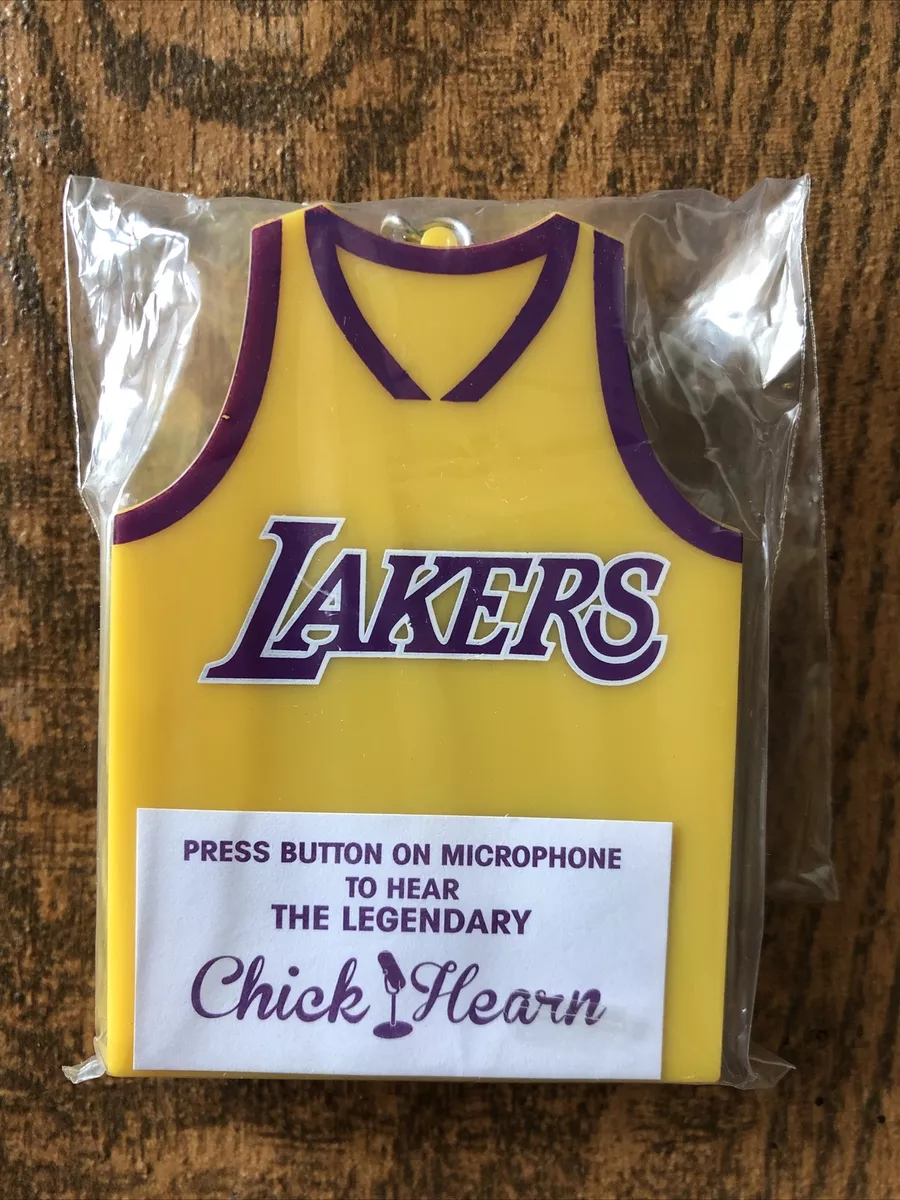 LAKERS
PRESS BUTTON ON MICROPHONE
TO HEAR
THE LEGENDARY
Chick Hearn